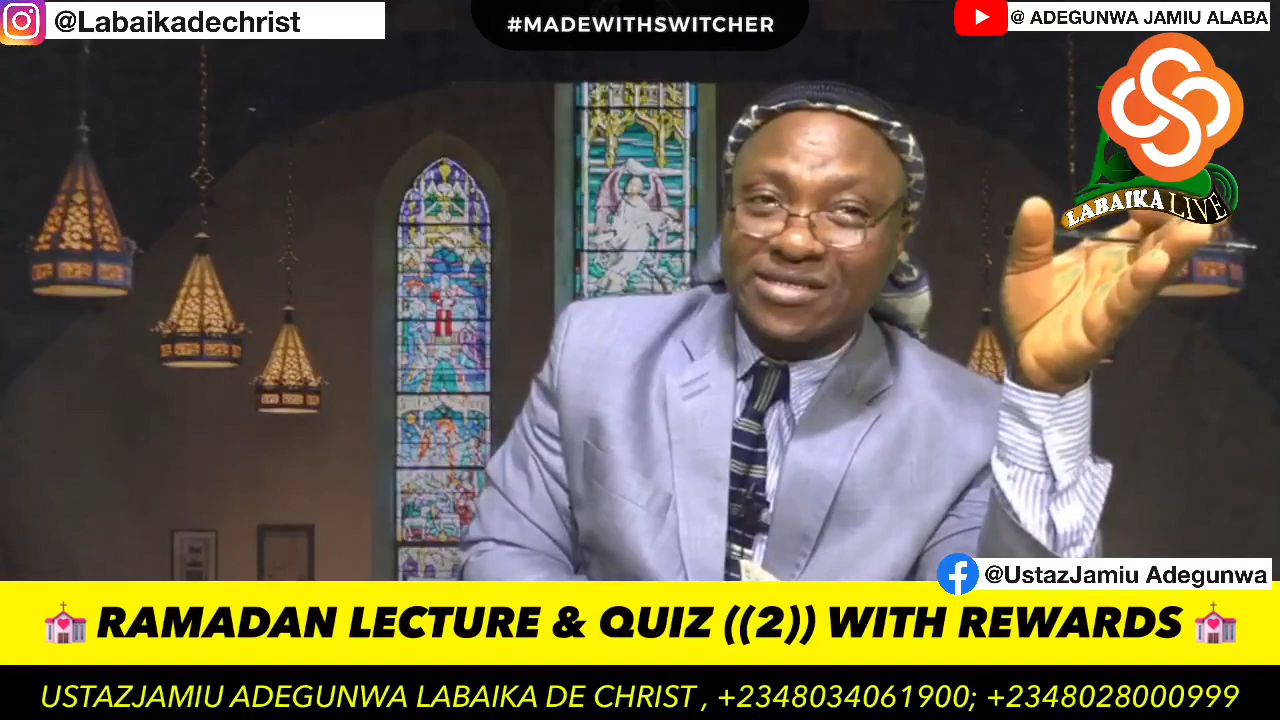 @Labaikadechrist
#MADEWITHSWITCHER
@ ADEGUNWA JAMIU ALABA
LABAIKA LIVE
@UstazJamiu Adegunwa
RAMADAN LECTURE & QUIZ ((2)) WITH REWARDS
USTAZJAMIU ADEGUNWA LABAIKA DE CHRIST , +2348034061900; +2348028000999